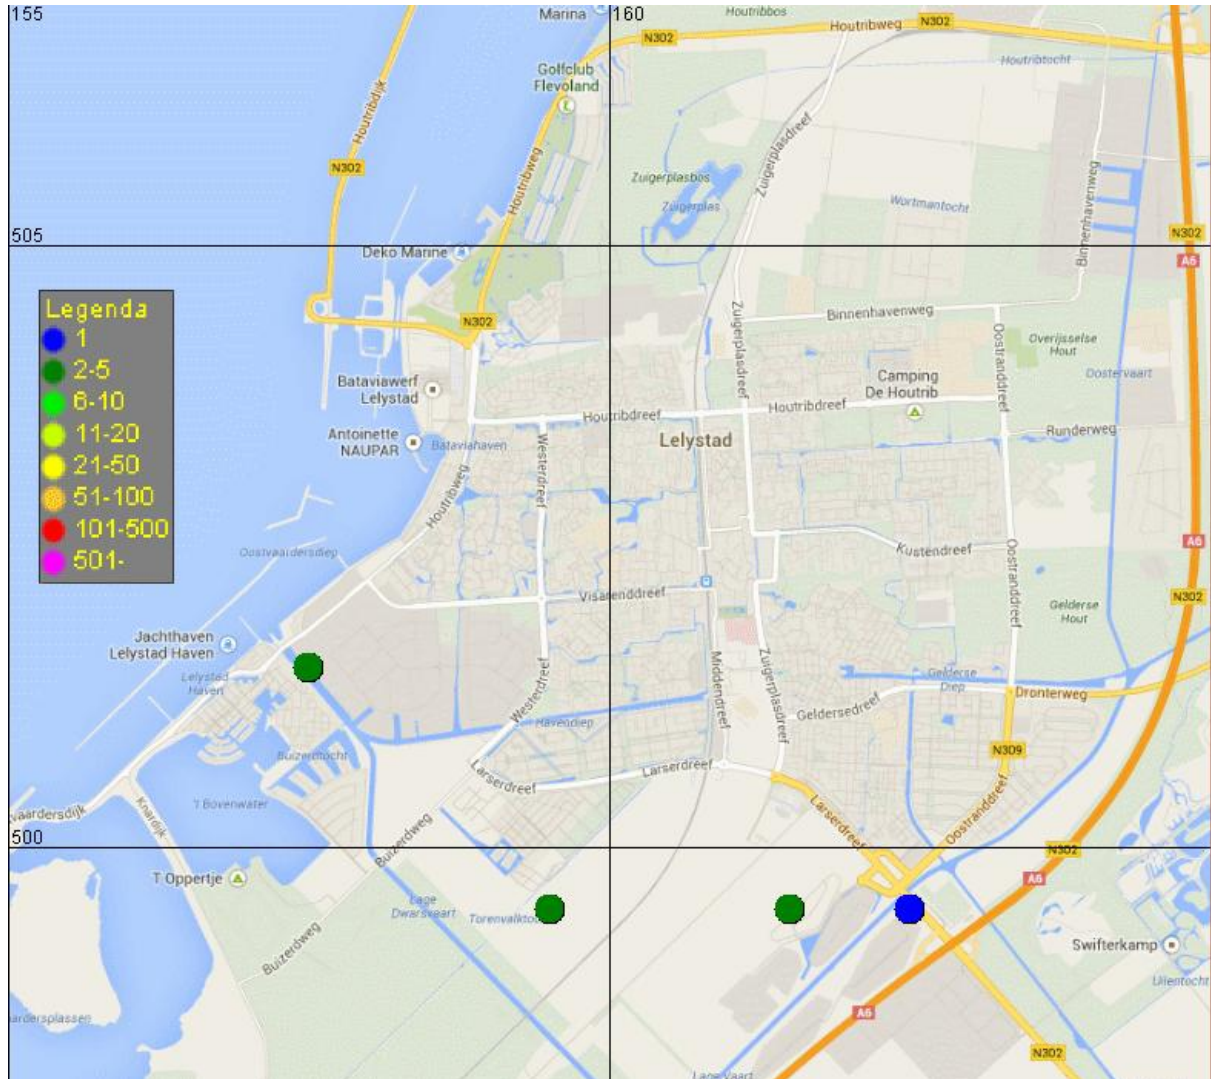 155
Marina
160
Houtribbos
Houtribweg
N302
N302
Houtribtocht
Golfclub
Flevoland
Houtribdijk
N302
Houtribweg
Zuigerplasdreef
Zuigerplasbos
Zuigerplas
Wortmantocht
Binnenhavenweg
N302
505
Deko Marine
A6
Legenda
1
2-5
6-10
11-20
21-50
51-100
101-500
501-
N302
Zuigerplasdreef
Binnenhavenweg
Oostranddreef
Overijsselse
Hout
Oostervaart
Bataviawerf
Lelystad
Camping
De Houtrib
Houtribdreef
Houtribdreef
Antoinette
NAUPAR
Bataviahaven
Lelystad
Runderweg
Westerdreef
Houtribweg
Oostvaardersdiep
Kustendreef
A6
Oostranddreef
Visarenddreef
N302
Gelderse
Hout
Jachthaven
Lelystad Haven
Lelystad
Haven
Middendreef
Zuigerplasdreef
Gelderse
Diep
Westerdreef
Geldersedreef
Dronterweg
Havendiep
Buizerdtocht
N309
Larserdreef
Larserdreef
vaardersdijk
Knardijk
't Bovenwater
Larserdreef
Oostranddreef
Buizerdweg
500
N302
T Oppertje
A6
Lage
Dwarsvaart
Buizerdweg
Swifterkamp
Uilentocht
A6
aardersplassen
N302
Lage Vaart